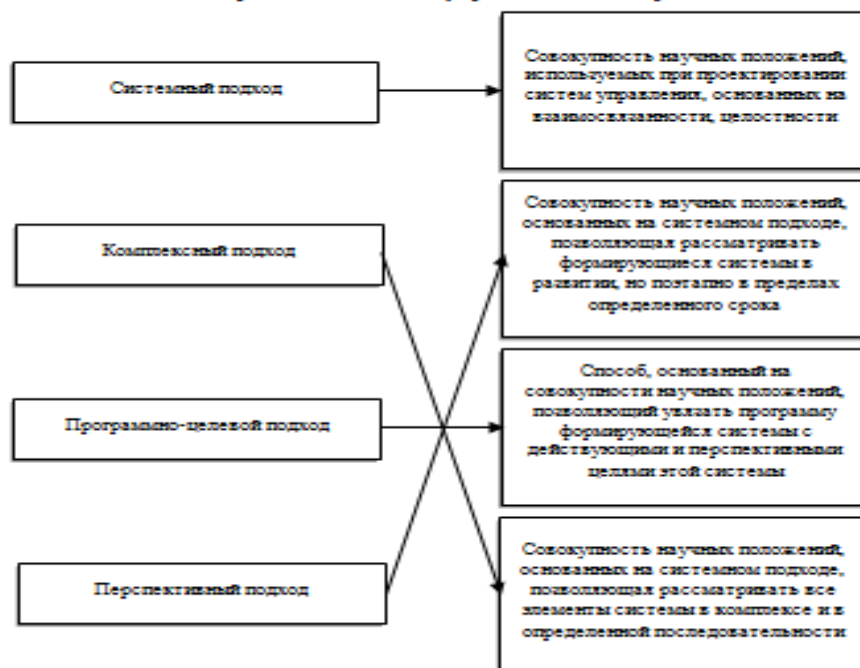 Системный подход
Совокупность научных положений,
используемых при проектировании
систем управления, основанных на
взаимосвязанности, целостности
Комплексный подход
Совокупность научных положений,
основанных на системном подходе,
позволяющая рассматривать
формирующиеся системы в
развитии, но поэтапно в пределах
определенного срока
Программно-целевой подход
Способ, основанный на
совокупности научных положений,
позволяющий увязать программу
формирующейся системы с
действующими и перспективными
целями этой системы
Перспективный подход
Совокупность научных положений,
основанных на системном подходе,
позволяющая рассматривать все
элементы системы в комплексе и в
определенной последовательности